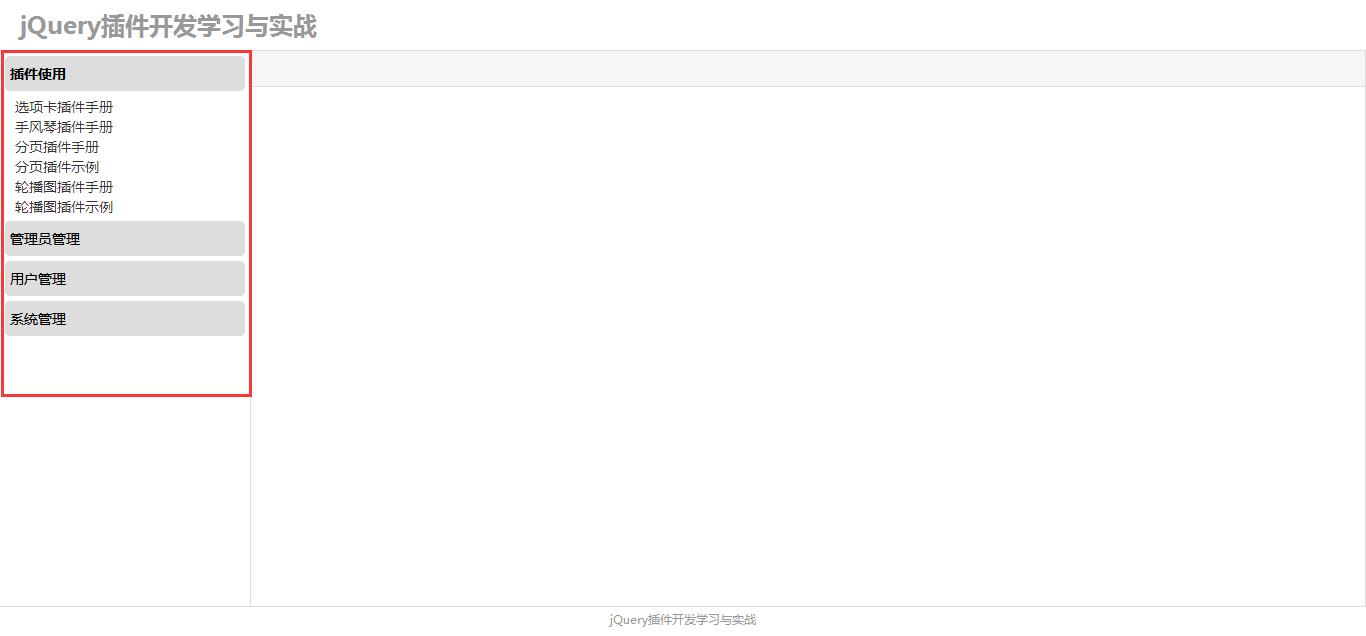 jQuery插件开发学习与实战
插件使用
选项卡插件手册
手风琴插件手册
分页插件手册
分页插件示例
轮播图插件手册
轮播图插件示例
管理员管理
用户管理
系统管理
jQuery插件开发学习与实战